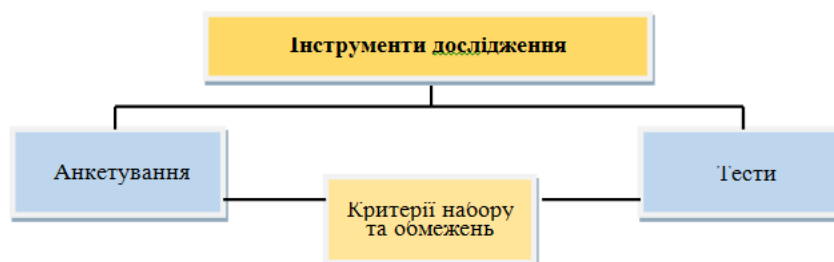 Інструменти дослідження
Анкетування
Тести
Критерії набору
та обмежень